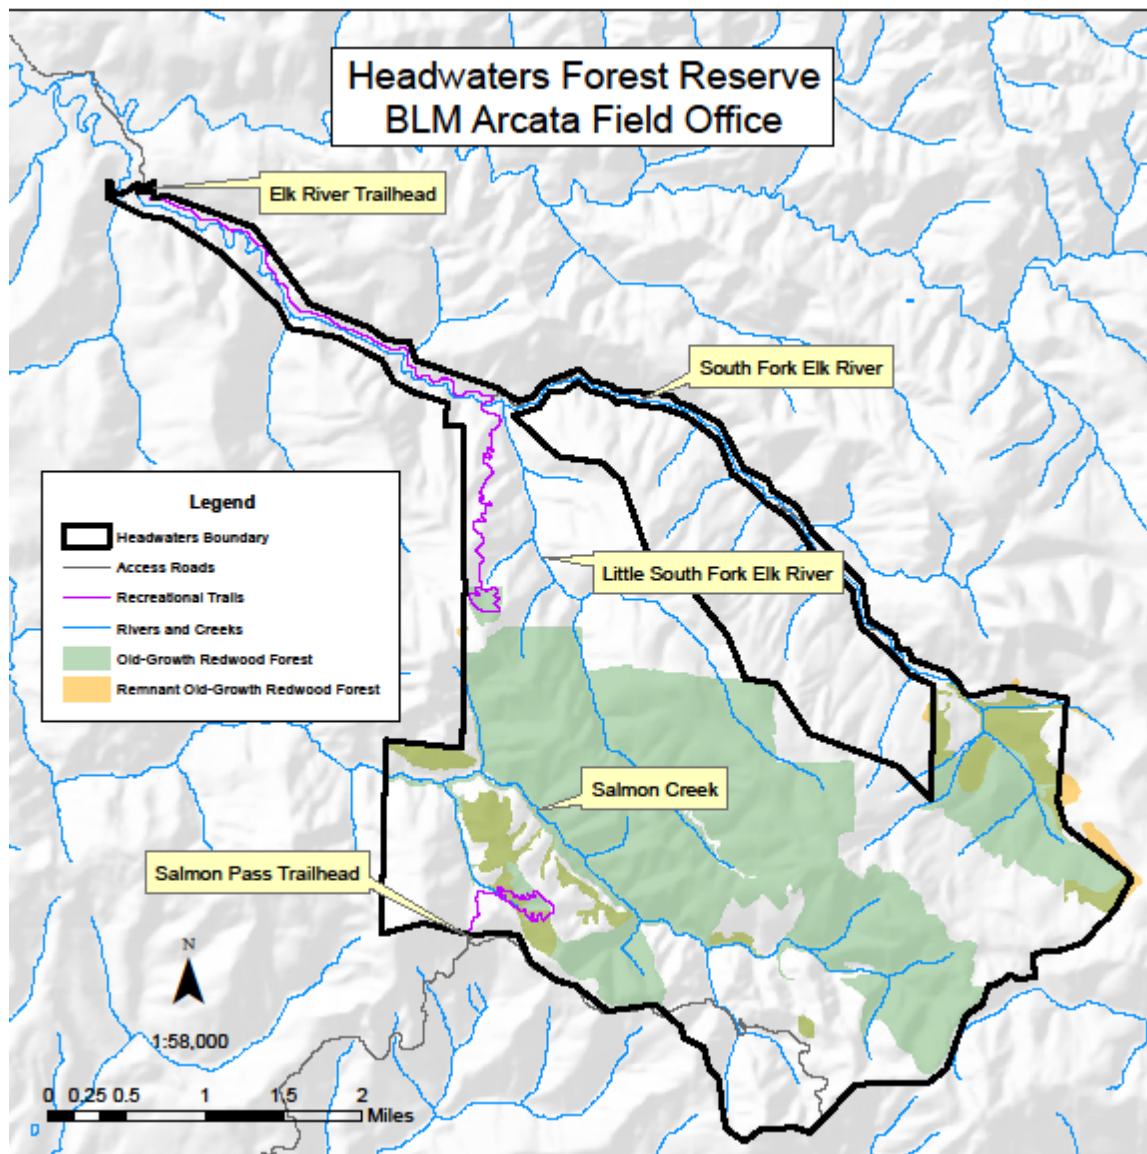 Headwaters Forest Reserve
BLM Arcata Field Office
Elk River Trailhead
South Fork Elk River
Legend
Headwaters Boundary
Access Roads
Recreational Trails
Rivers and Creeks
Old-Growth Redwood Forest
Remnant Old-Growth Redwood Forest
Little South Fork Elk River
Salmon Creek
Salmon Pass Trailhead
N
1:58,000
0 0.25 0.5 1 1.5 2
Miles